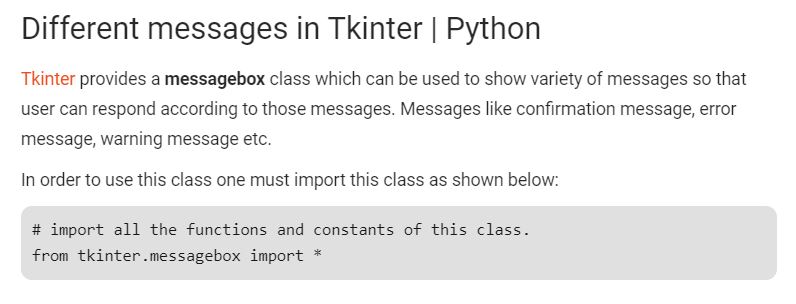 Different messages in Tkinter | Python
Tkinter provides a messagebox class which can be used to show variety of messages so that
user can respond according to those messages. Messages like confirmation message, error
message, warning message etc.
In order to use this class one must import this class as shown below:
# import all the functions and constants of this class.
from tkinter.messagebox import *